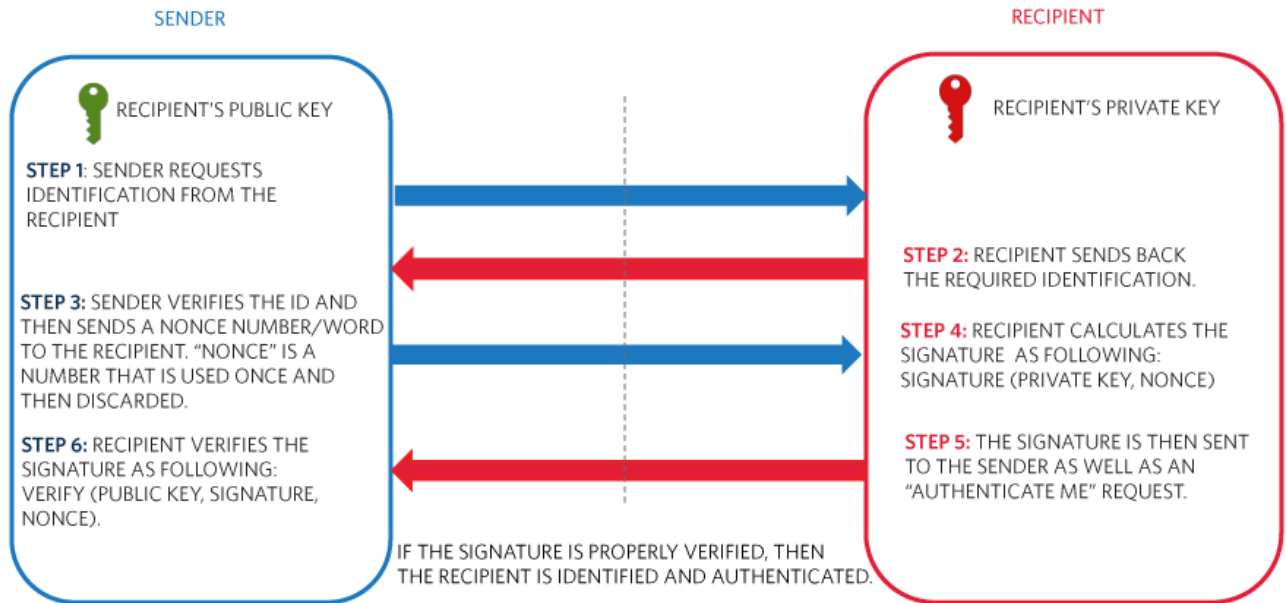 SENDER
RECIPIENT
RECIPIENT'S PUBLIC KEY
RECIPIENT'S PRIVATE KEY
STEP 1: SENDER REQUESTS
IDENTIFICATION FROM THE
RECIPIENT
STEP 2: RECIPIENT SENDS BACK
THE REQUIRED IDENTIFICATION.
STEP 3: SENDER VERIFIES THE ID AND
THEN SENDS A NONCE NUMBER/WORD
TO THE RECIPIENT. “NONCE” IS A
NUMBER THAT IS USED ONCE AND
THEN DISCARDED.
STEP 4: RECIPIENT CALCULATES THE
SIGNATURE AS FOLLOWING:
SIGNATURE (PRIVATE KEY, NONCE)
STEP 5: THE SIGNATURE IS THEN SENT
TO THE SENDER AS WELL AS AN
“AUTHENTICATE ME” REQUEST.
STEP 6: RECIPIENT VERIFIES THE
SIGNATURE AS FOLLOWING:
VERIFY (PUBLIC KEY, SIGNATURE,
NONCE).
IF THE SIGNATURE IS PROPERLY VERIFIED, THEN
THE RECIPIENT IS IDENTIFIED AND AUTHENTICATED.